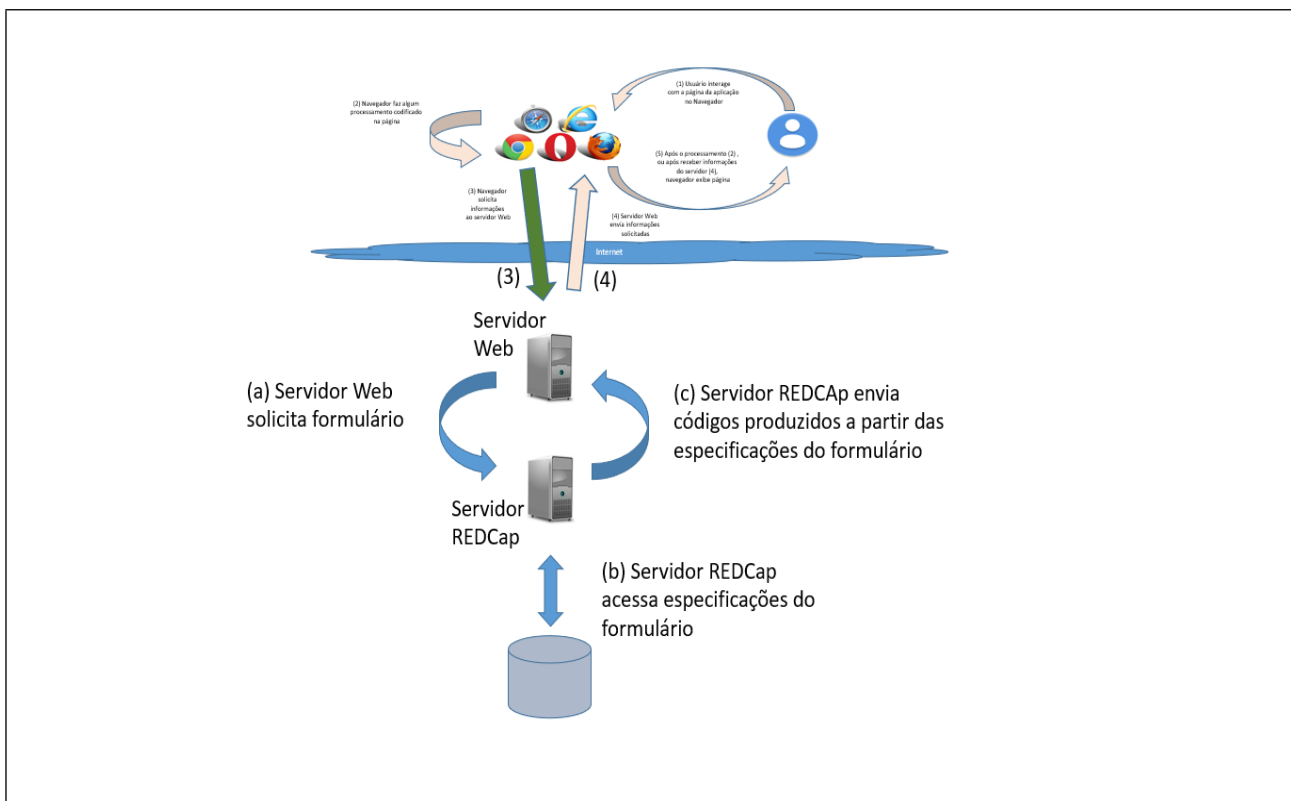 (1) Usuário interage
com a página da aplicação
no Navegador
(2) Navegador faz algum
processamento codificado
na página
(5) Após o processamento (2) ,
ou após receber informações
do servidor (4),
navegador exibe página
(3) Navegador
solicita
informações
ao servidor Web
(4) Servidor Web
envia informações
solicitadas
Internet
(3)
(4)
Servidor
Web
(a) Servidor Web
solicita formulário
(c) Servidor REDCAp envia
códigos produzidos a partir das
especificações do formulário
Servidor
REDCap
(b) Servidor REDCap
acessa especificações do
formulário